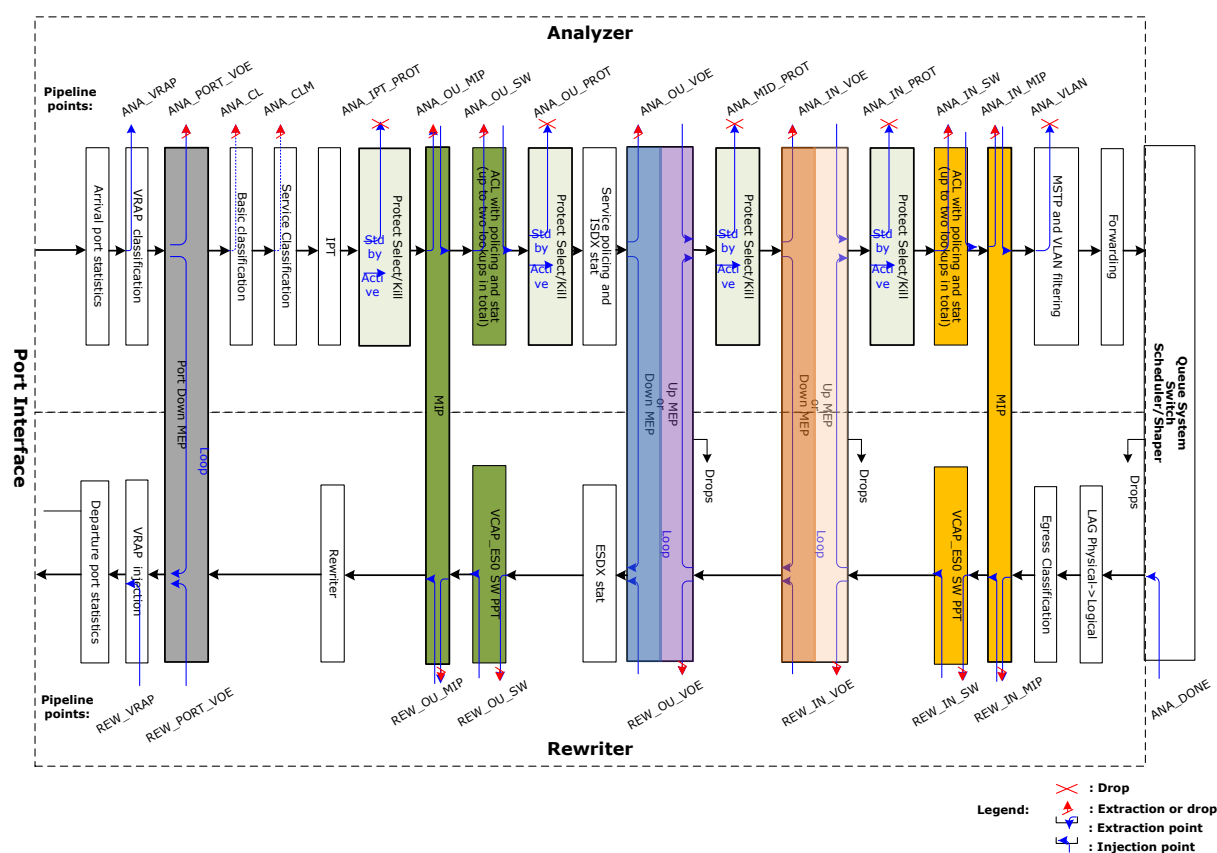 Analyzer
Pipeline
points:
ANA_VRAP
ANA_PORT_VOE
ANA_CL
ANA_CLM
ANA_IPT_PROT
ANA_OU_MIP
ANA_OU_SW
ANA_OU_PROT
ANA_OU_VOE
ANA_MID_PROT
ANA_IN_VOE
ANA_IN_PROT
ANA_IN_SW
ANA_IN_MIP
ANA_VLAN
Port Interface
Arrival port statistics
VRAP classification
Port Down MEP
Loop
Basic classification
Service Classification
IPT
Protect Select/Kill
Std
by
Acti
ve
MIP
ACL with policing and stat
(up to two lookups in total)
Protect Select/Kill
Std
by
Acti
ve
Service policing and
ISDX stat
Up MEP
or
Down MEP
Loop
Drops
Protect Select/Kill
Std
by
Acti
ve
Up MEP
or
Down MEP
Loop
Drops
Protect Select/Kill
Std
by
Acti
ve
ACL with policing and stat
(up to two lookups in total)
MIP
MSTP and VLAN filtering
Forwarding
Queue System
Switch
Scheduler/Shaper
Drops
Departure port statistics
VRAP injection
Rewriter
VCAP_ES0 SW PPT
ESDX stat
VCAP_ES0 SW PPT
Egress Classification
LAG Physical->Logical
Pipeline
points:
REW_VRAP
REW_PORT_VOE
REW_OU_MIP
REW_OU_SW
REW_OU_VOE
REW_IN_VOE
REW_IN_SW
REW_IN_MIP
ANA_DONE
Rewriter
Legend:
: Drop
: Extraction or drop
: Extraction point
: Injection point